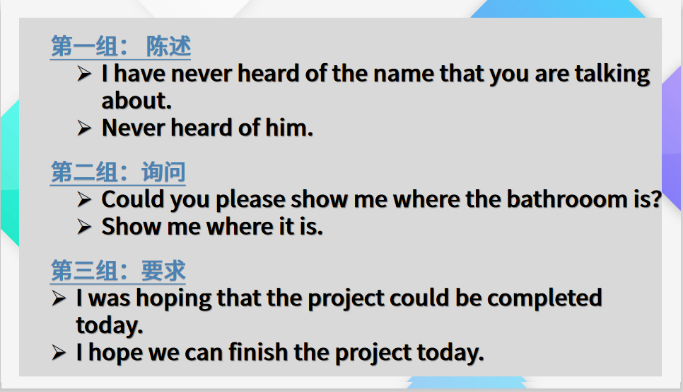 第一组： 陈述
➢ I have never heard of the name that you are talking
about.
➢ Never heard of him.
第二组：询问
➢ Could you please show me where the bathrooom is?
➢ Show me where it is.
第三组：要求
➢ I was hoping that the project could be completed
today.
➢ I hope we can finish the project today.